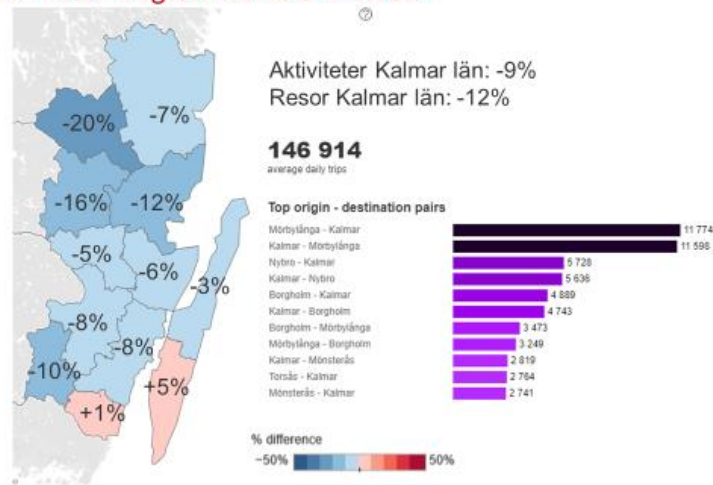 Aktiviteter Kalmar län: -9%
Resor Kalmar län: -12%
146 914
average daily trips
Top origin - destination pairs
Mörbylånga - Kalmar 11 774
Kalmar - Mörbylånga 11 598
Nybro - Kalmar 5 728
Kalmar - Nybro 5 636
Borgholm - Kalmar 4 889
Kalmar - Borgholm 4 743
Borgholm - Mörbylånga 3 473
Mörbylånga - Borgholm 3 249
Kalmar - Mönsterås 2 819
Torsås - Kalmar 2 764
Mönsterås - Kalmar 2 741
-7%
-20%
-16%
-12%
-5%
-6%
-3%
-8%
-8%
-10%
+5%
+1%
% difference
-50% 50%